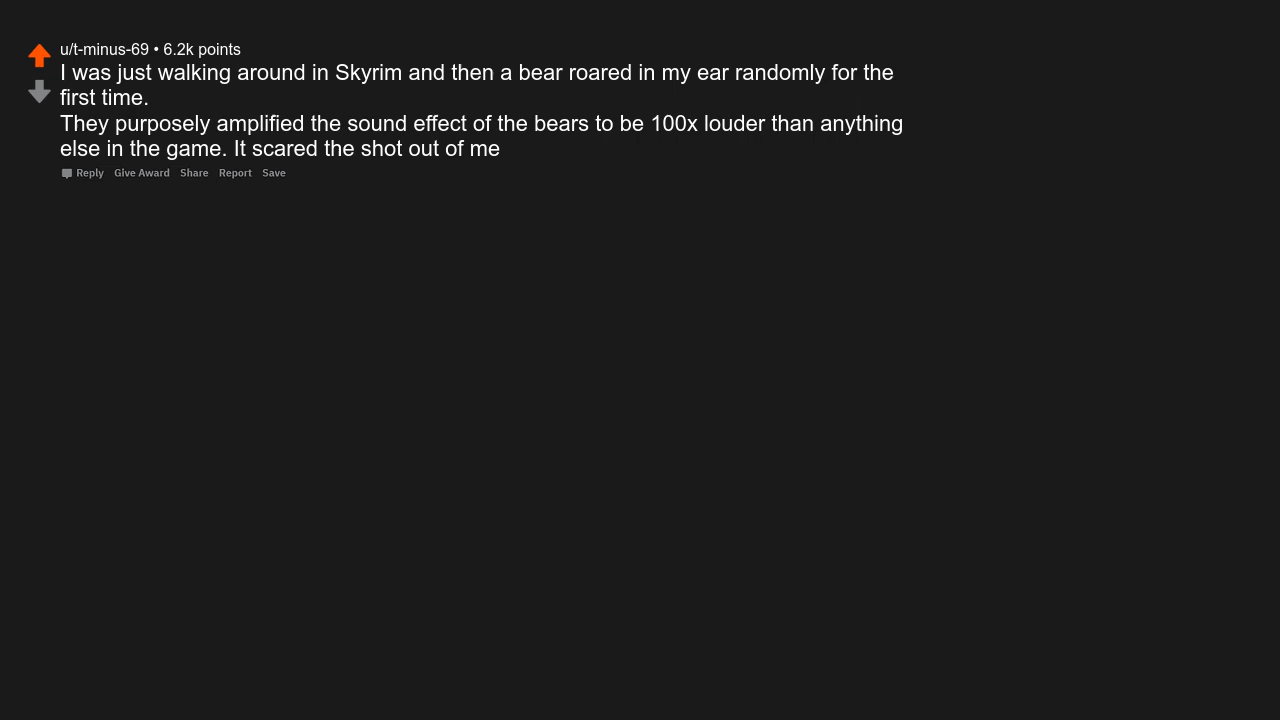 u/t-minus-69 • 6.2k points
I was just walking around in Skyrim and then a bear roared in my ear randomly for the
first time.
They purposely amplified the sound effect of the bears to be 100x louder than anything
else in the game. It scared the shot out of me
Reply Give Award Share Report Save